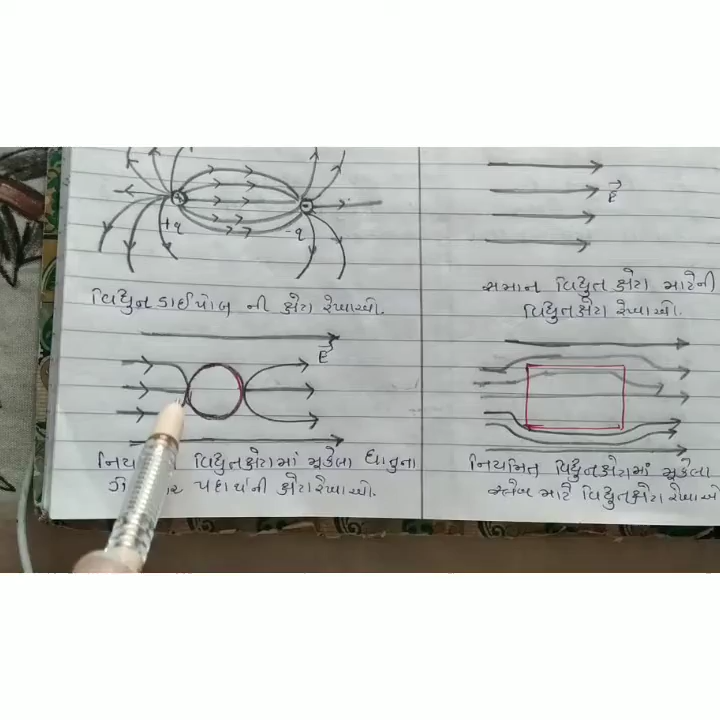 +q
-q
વિદ્યુત ડાઈપોલ ની ક્ષેત્ર રેખાઓ.
E
સમાન વિદ્યુત ક્ષેત્ર માટેની
વિદ્યુતક્ષેત્ર રેખાઓ.
E
વિદ્યુતક્ષેત્રમાં મૂકેલા ધાતુના
પદાર્થની ક્ષેત્રરેખાઓ.
નિયમિત વિદ્યુતક્ષેત્રમાં મૂકેલા
સ્લેબ માટે વિદ્યુતક્ષેત્ર રેખાઓ